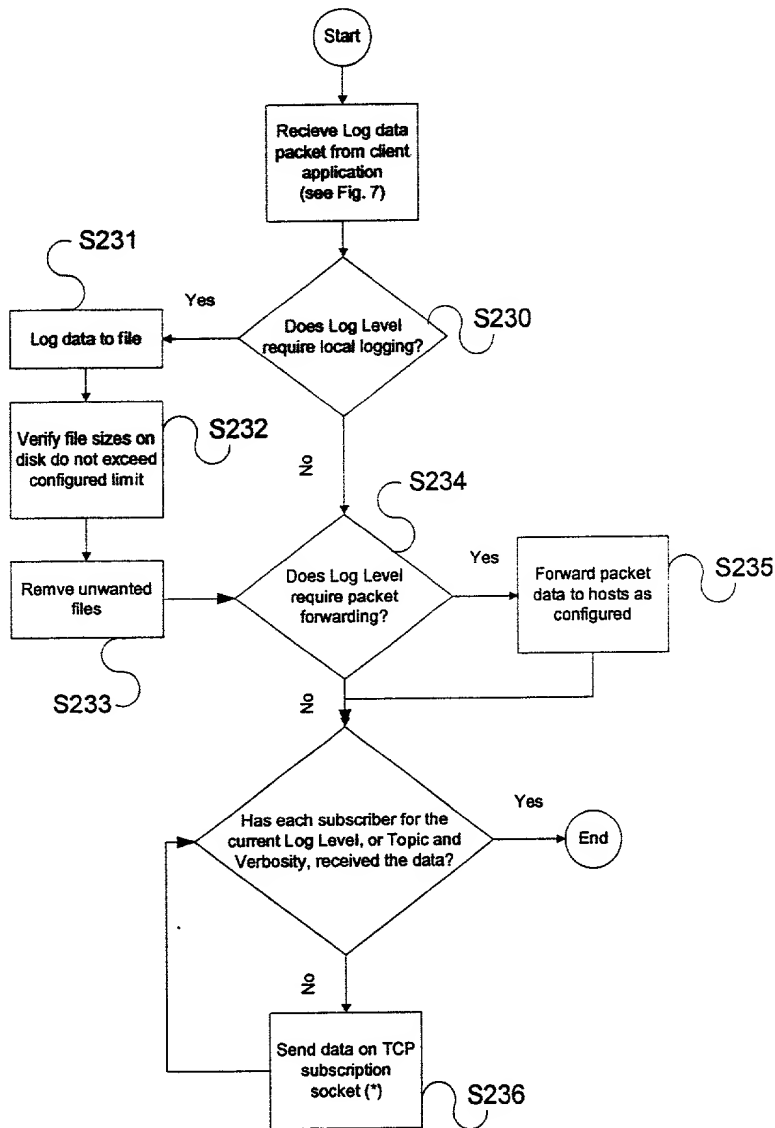 Start
Recieve Log data
packet from client
application
(see Fig. 7)
S231
Yes
S230
Does Log Level
require local logging?
Log data to file
S232
Verify file sizes on
disk do not exceed
configured limit
No
S234
Remve unwanted
files
Does Log Level
require packet
forwarding?
Yes
Forward packet
data to hosts as
configured
S235
S233
No
Has each subscriber for the
current Log Level, or Topic and
Verbosity, received the data?
Yes
End
No
Send data on TCP
subscription
socket (*)
S236